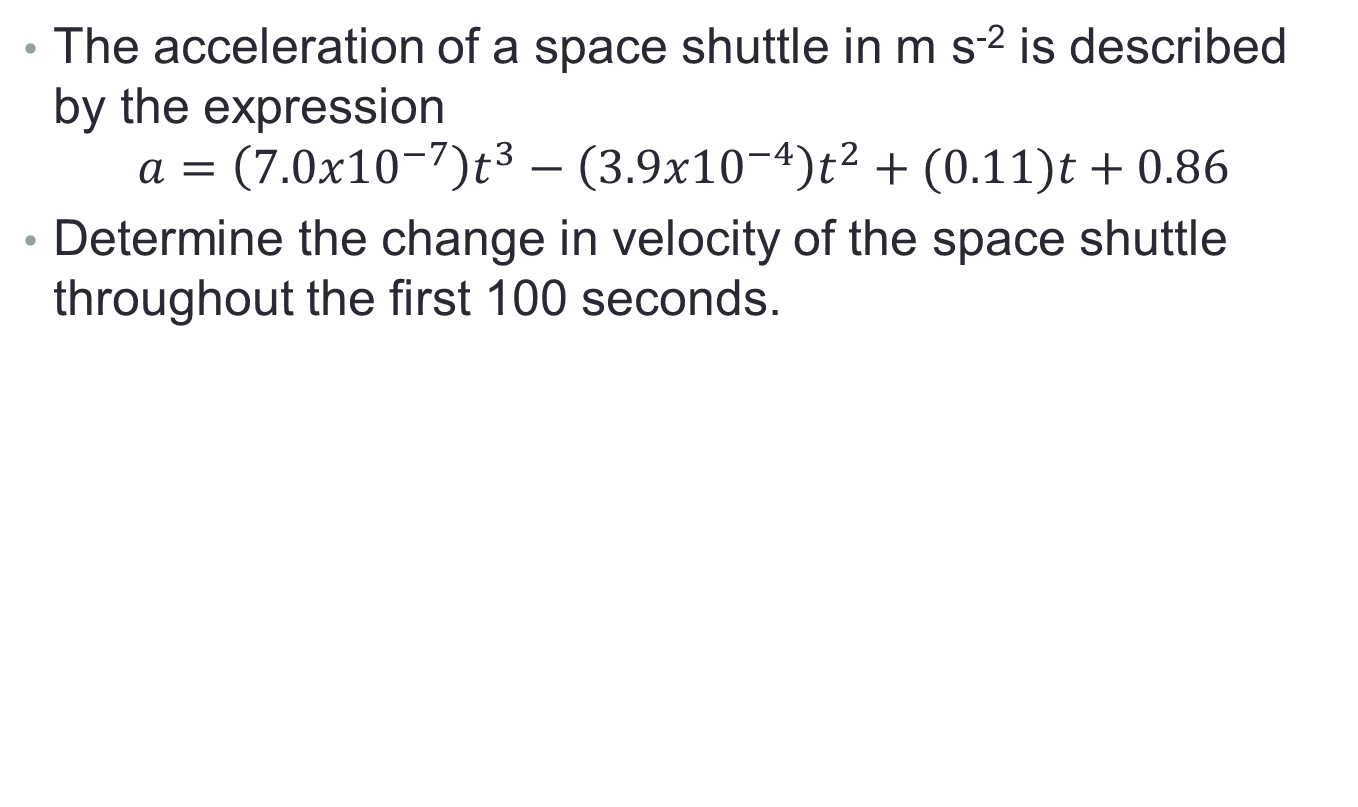 • The acceleration of a space shuttle in m s⁻² is described
by the expression
𝑎 = (7.0𝑥10⁻⁷)𝑡³ − (3.9𝑥10⁻⁴)𝑡² + (0.11)𝑡 + 0.86
• Determine the change in velocity of the space shuttle
throughout the first 100 seconds.